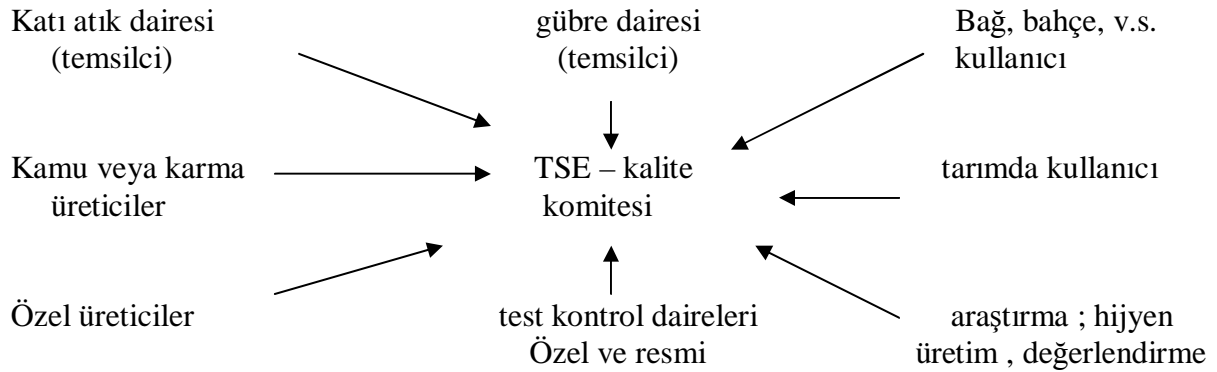 Katı atık dairesi gübre dairesi Bağ, bahçe, v.s.
(temsilci) (temsilci) kullanıcı
Kamu veya karma TSE – kalite tarımda kullanıcı
üreticiler komitesi
Özel üreticiler test kontrol daireleri araştırma ; hijyen
Özel ve resmi üretim , değerlendirme